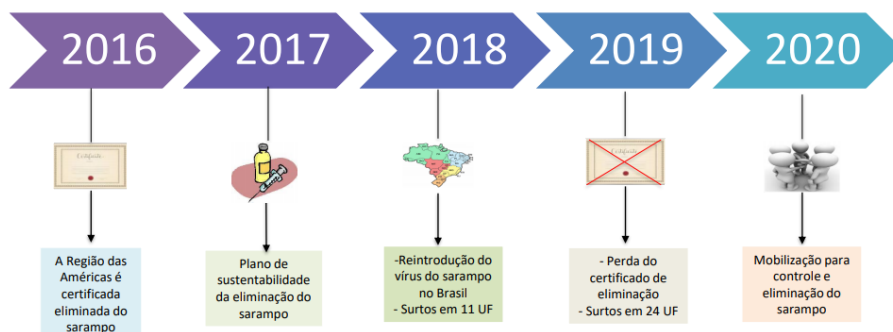 2016
2017
2018
2019
2020
Certificado
A Região das
Américas é
certificada
eliminada do
sarampo
Plano de
sustentabilidade
da eliminação do
sarampo
-Reintrodução do
vírus do sarampo
no Brasil
- Surtos em 11 UF
- Perda do
certificado de
eliminação
- Surtos em 24 UF
Mobilização para
controle e
eliminação do
sarampo